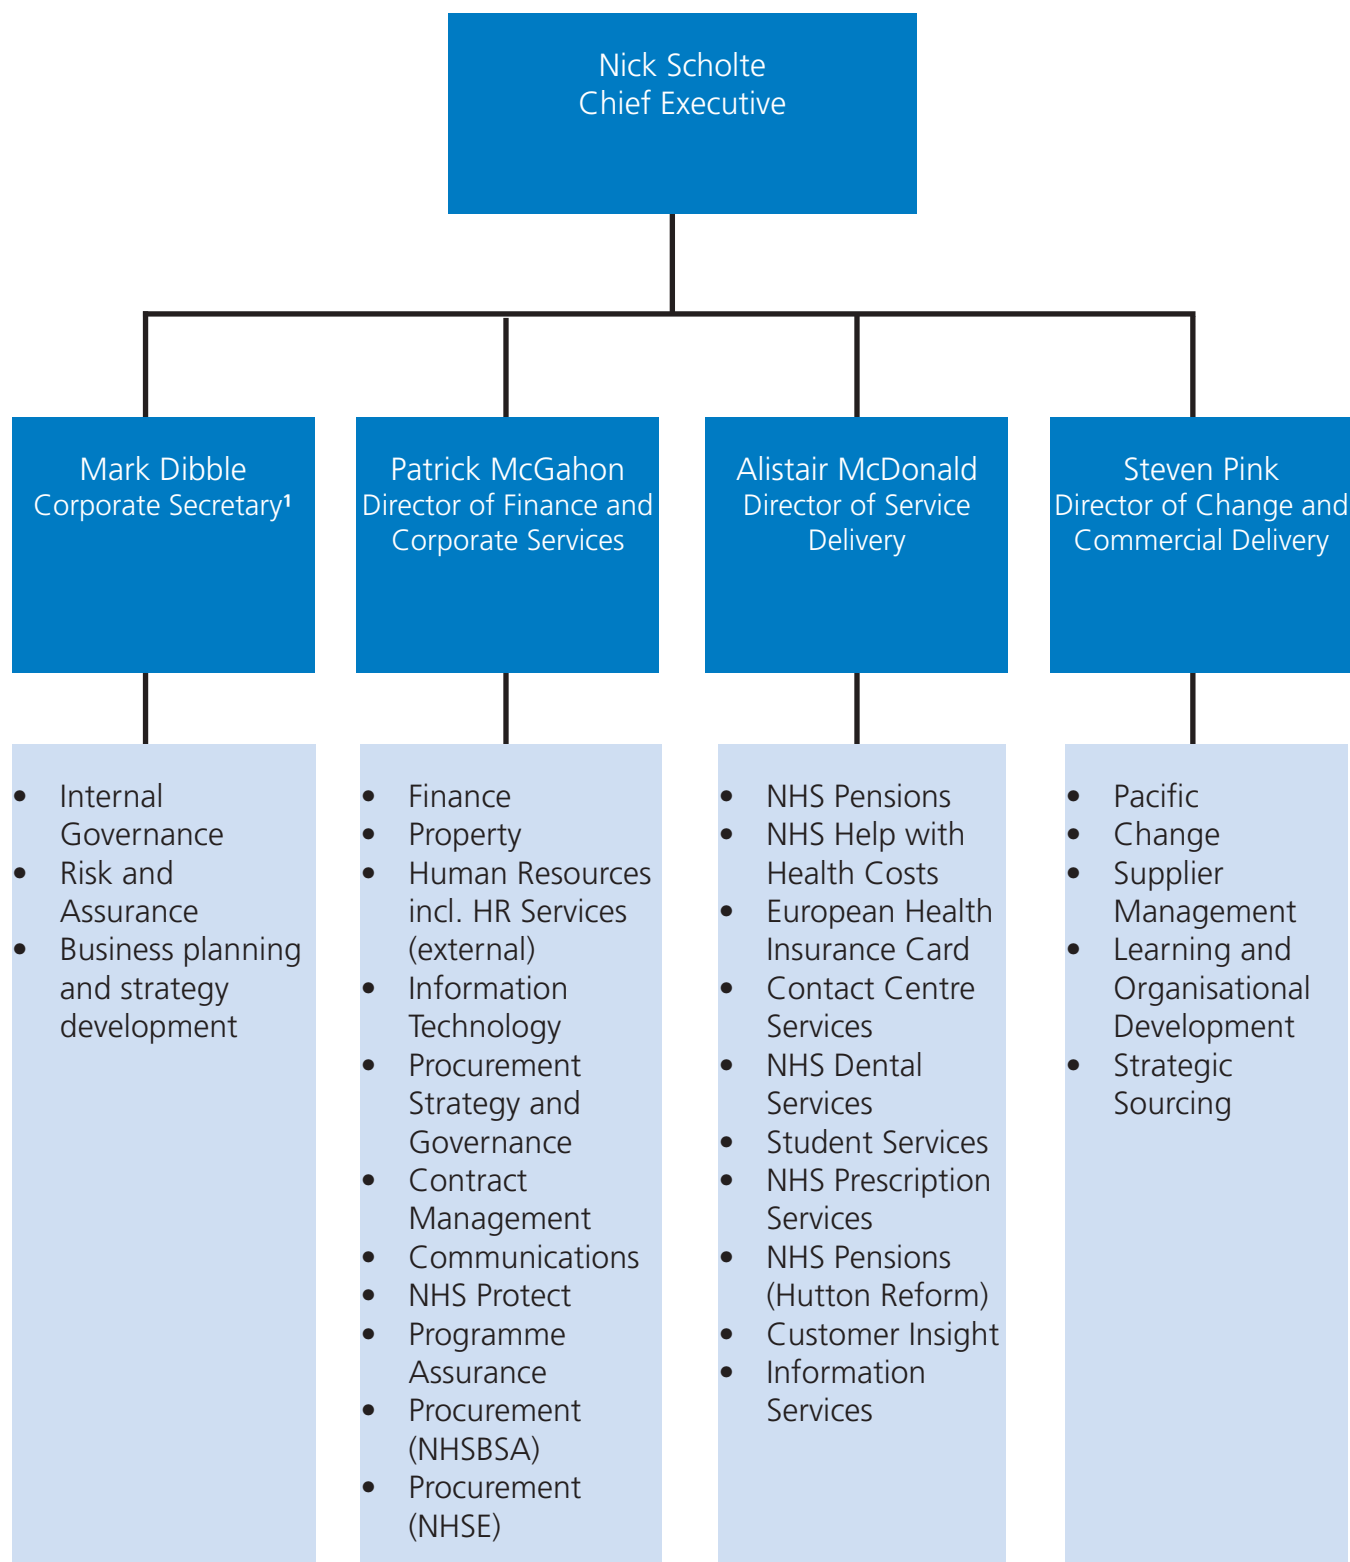 Nick Scholte
Chief Executive
Mark Dibble
Corporate Secretary¹
Patrick McGahon
Director of Finance and
Corporate Services
Alistair McDonald
Director of Service
Delivery
Steven Pink
Director of Change and
Commercial Delivery
• Internal
Governance
• Risk and
Assurance
• Business planning
and strategy
development
• Finance
• Property
• Human Resources
incl. HR Services
(external)
• Information
Technology
• Procurement
Strategy and
Governance
• Contract
Management
• Communications
• NHS Protect
• Programme
Assurance
• Procurement
(NHSBSA)
• Procurement
(NHSE)
• NHS Pensions
• NHS Help with
Health Costs
• European Health
Insurance Card
• Contact Centre
Services
• NHS Dental
Services
• Student Services
• NHS Prescription
Services
• NHS Pensions
(Hutton Reform)
• Customer Insight
• Information
Services
• Pacific
• Change
• Supplier
Management
• Learning and
Organisational
Development
• Strategic
Sourcing